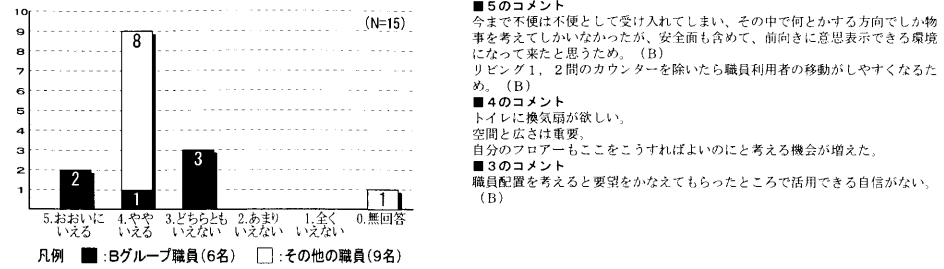 (N=15)
10
9
8
7
6
5
4
3
2
1
2
8
1
3
1
5.おおいにいえる
4.ややいえる
3.どちらともいえない
2.あまりいえない
1.全くいえない
0.無回答
凡例 ■:Bグループ職員(6名) □:その他の職員(9名)
■5のコメント
今まで不便は不便として受け入れてしまい、その中で何とかする方向でしか物
事を考えてしかいなかったが、安全面も含めて、前向きに意思表示できる環境
になって来たと思うため。(B)
リビング1,2間のカウンターを除いたら職員利用者の移動がしやすくなるた
め。(B)
■4のコメント
トイレに換気扇が欲しい。
空間と広さは重要。
自分のフロアーもここをこうすればよいのにと考える機会が増えた。
■3のコメント
職員配置を考えると要望をかなえてもらったところで活用できる自信がない。
(B)